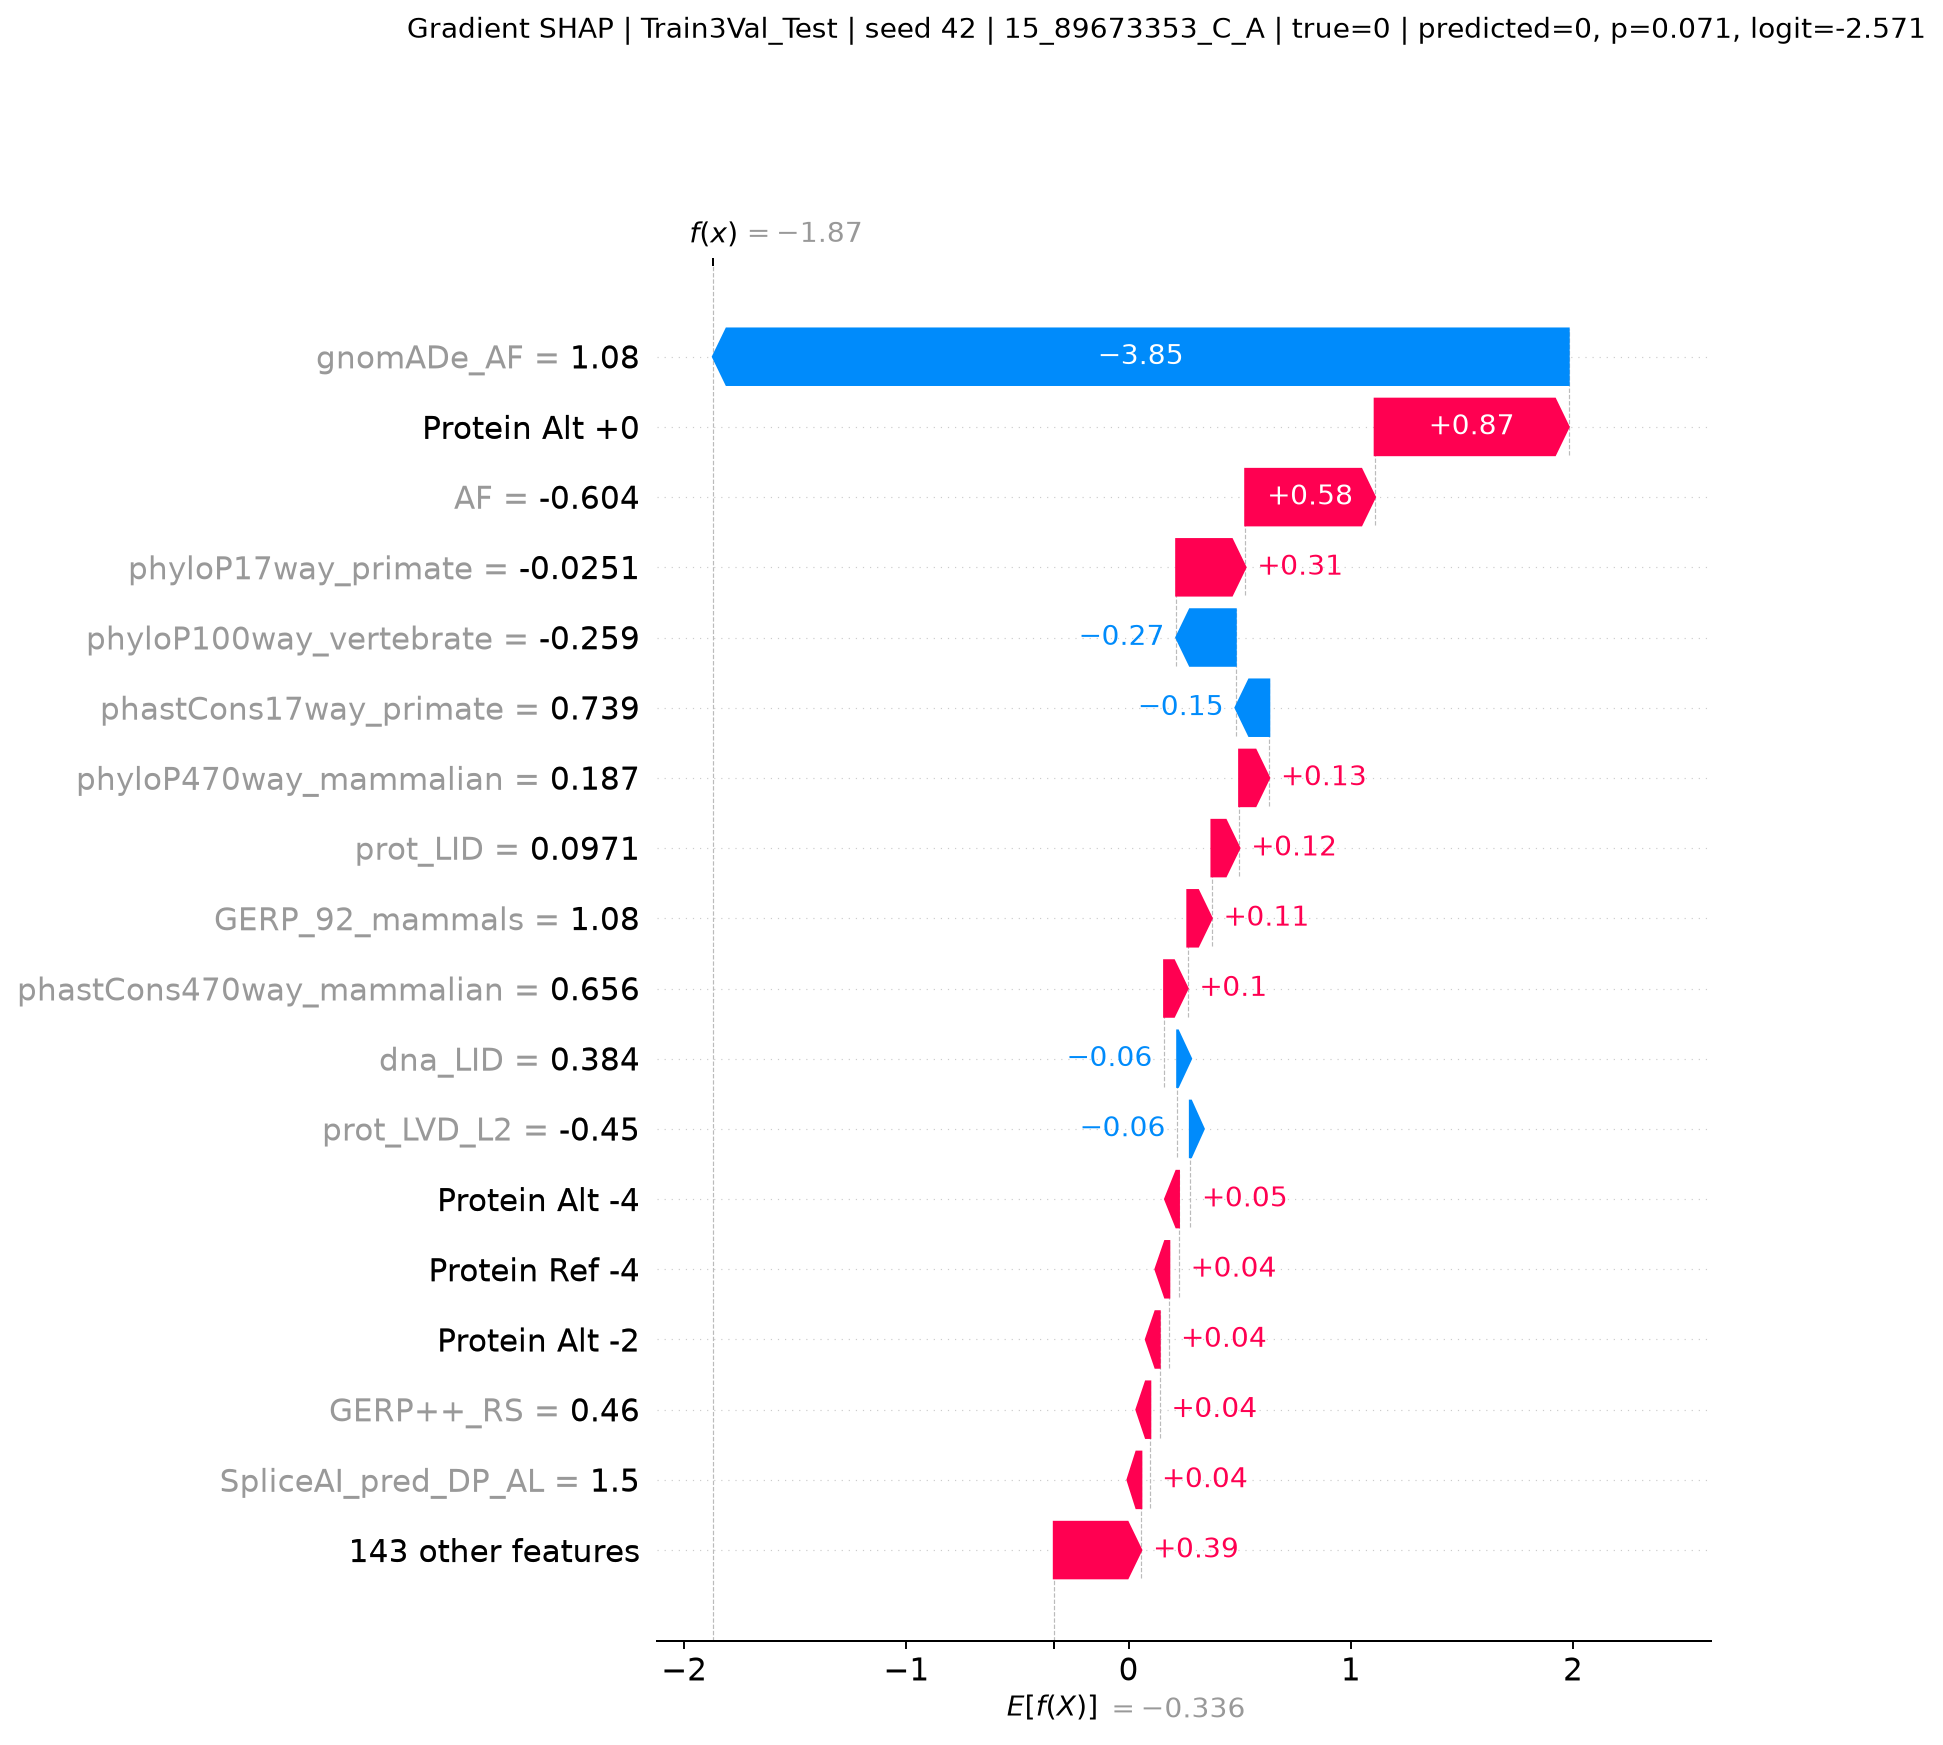 Gradient SHAP | Train3Val_Test | seed 42 | 15_89673353_C_A | true=0 | predicted=0, p=0.071, logit=-2.571
f(x) = −1.87
gnomADe_AF = 1.08 −3.85
Protein Alt +0 +0.87
AF = -0.604 +0.58
phyloP17way_primate = -0.0251 +0.31
phyloP100way_vertebrate = -0.259 −0.27
phastCons17way_primate = 0.739 −0.15
phyloP470way_mammalian = 0.187 +0.13
prot_LID = 0.0971 +0.12
GERP_92_mammals = 1.08 +0.11
phastCons470way_mammalian = 0.656 +0.1
dna_LID = 0.384 −0.06
prot_LVD_L2 = -0.45 −0.06
Protein Alt -4 +0.05
Protein Ref -4 +0.04
Protein Alt -2 +0.04
GERP++_RS = 0.46 +0.04
SpliceAI_pred_DP_AL = 1.5 +0.04
143 other features +0.39
−2 −1 0 1 2
E[f(X)] = −0.336